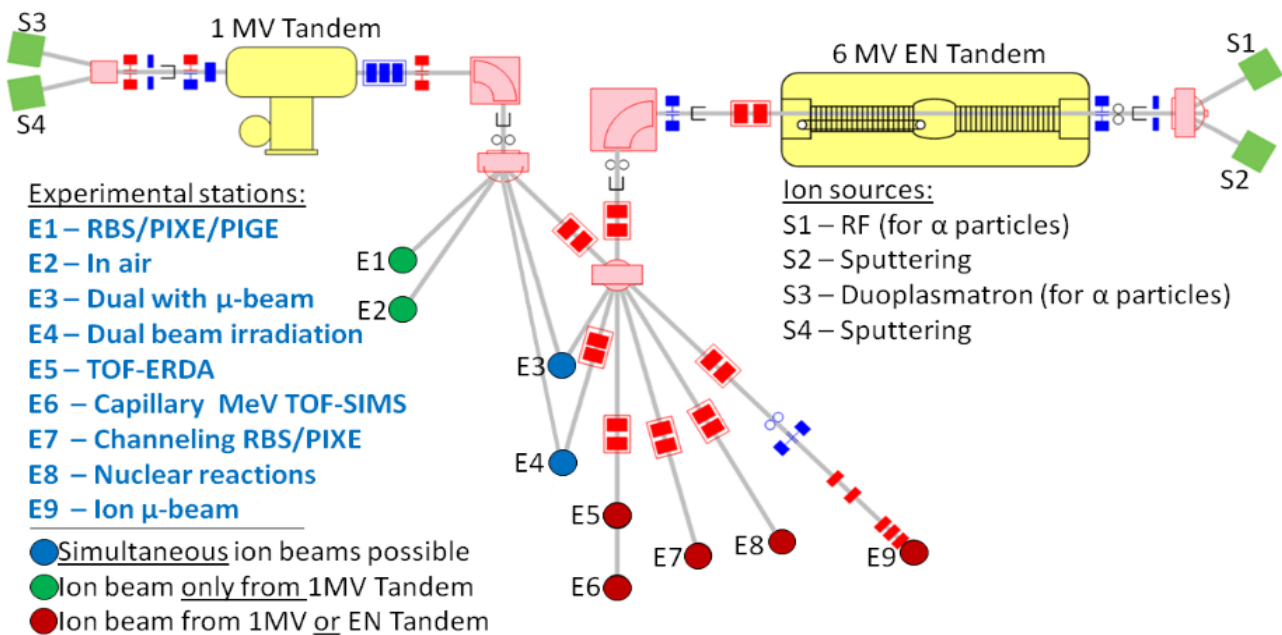 S3
1 MV Tandem
6 MV EN Tandem
S1
S4
S2
Experimental stations:
E1 – RBS/PIXE/PIGE
E2 – In air
E3 – Dual with μ-beam
E4 – Dual beam irradiation
E5 – TOF-ERDA
E6 – Capillary MeV TOF-SIMS
E7 – Channeling RBS/PIXE
E8 – Nuclear reactions
E9 – Ion μ-beam
Simultaneous ion beams possible
Ion beam only from 1MV Tandem
Ion beam from 1MV or EN Tandem
Ion sources:
S1 – RF (for α particles)
S2 – Sputtering
S3 – Duoplasmatron (for α particles)
S4 – Sputtering
E1
E2
E3
E4
E5
E6
E7
E8
E9